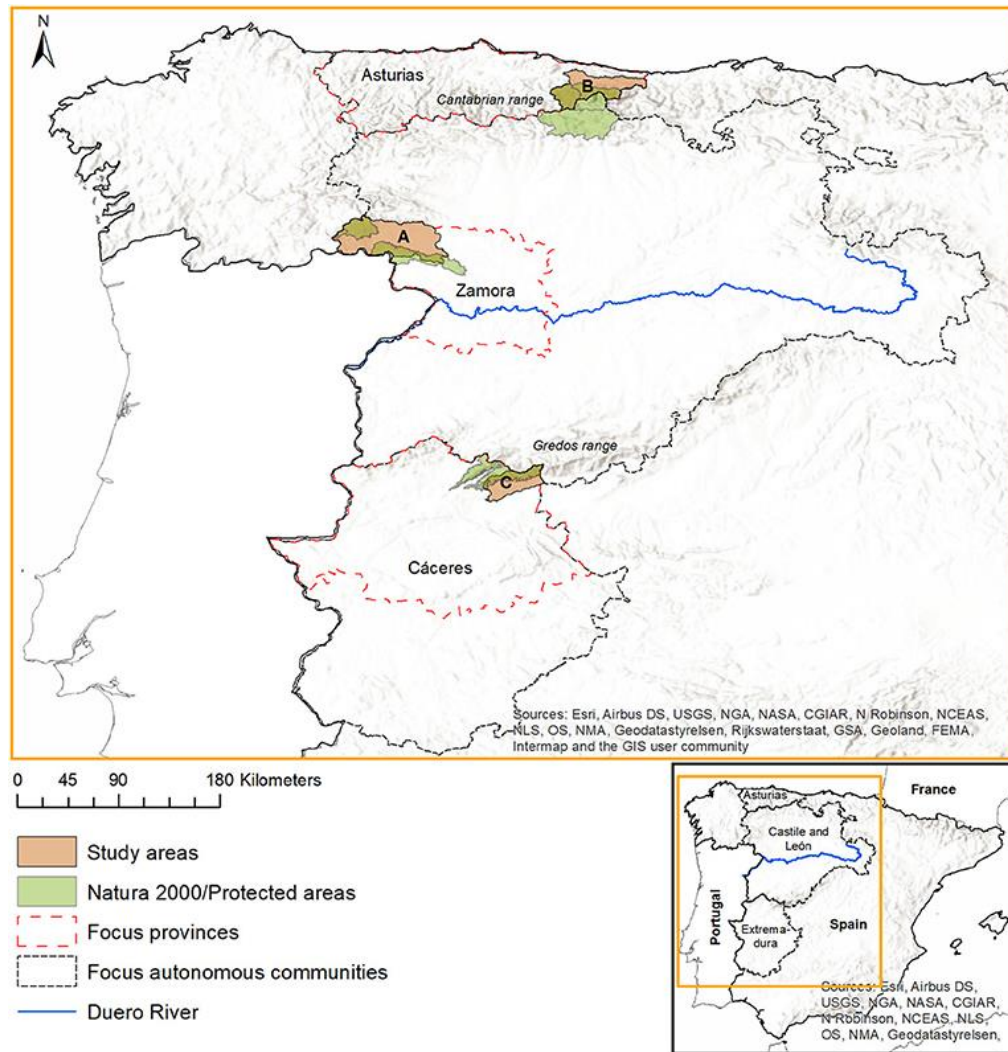 N
Asturias
Cantabrian range
B
A
Zamora
Gredos range
C
Cáceres
Sources: Esri, Airbus DS, USGS, NGA, NASA, CGIAR, N Robinson, NCEAS,
NLS, OS, NMA, Geodatastyrelsen, Rijkswaterstaat, GSA, Geoland, FEMA,
Intermap and the GIS user community
0 45 90 180 Kilometers
Study areas
Natura 2000/Protected areas
Focus provinces
Focus autonomous communities
Duero River
France
Asturias
Castile and
León
Portugal
Extrema-
dura
Spain
Sources: Esri, Airbus DS,
USGS, NGA, NASA, CGIAR,
N Robinson, NCEAS, NLS,
OS, NMA, Geodatastyrelsen,